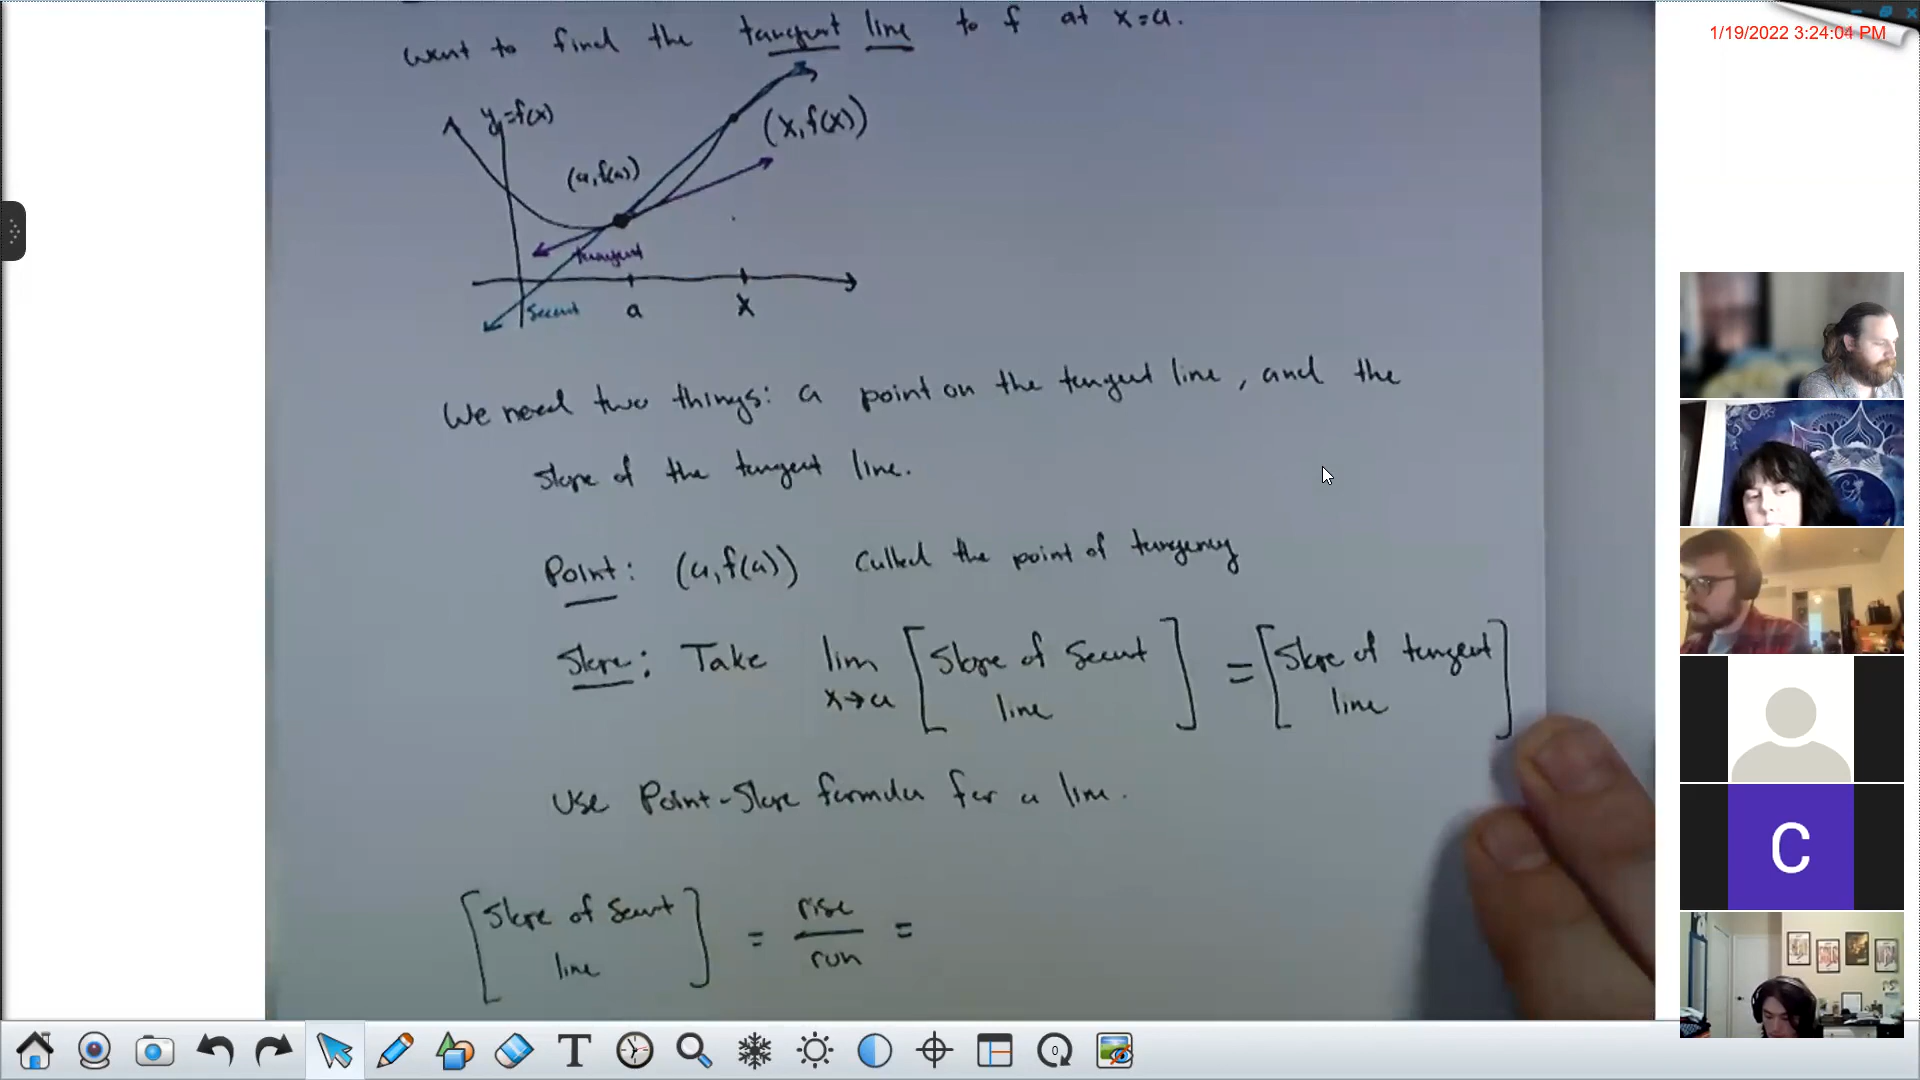 want to find the tangent line to f at x=a.
1/19/2022 3:24:04 PM
y=f(x)
(x, f(x))
(a, f(a))
tangent
Secant
a
x
We need two things: a point on the tangent line, and the
slope of the tangent line.
Point: (a, f(a)) Called the point of tangency
Slope: Take lim x→a [Slope of Secant line] = [Slope of tangent line]
Use Point-Slope formula for a line.
[Slope of Secant line] = rise/run =
C
T
0